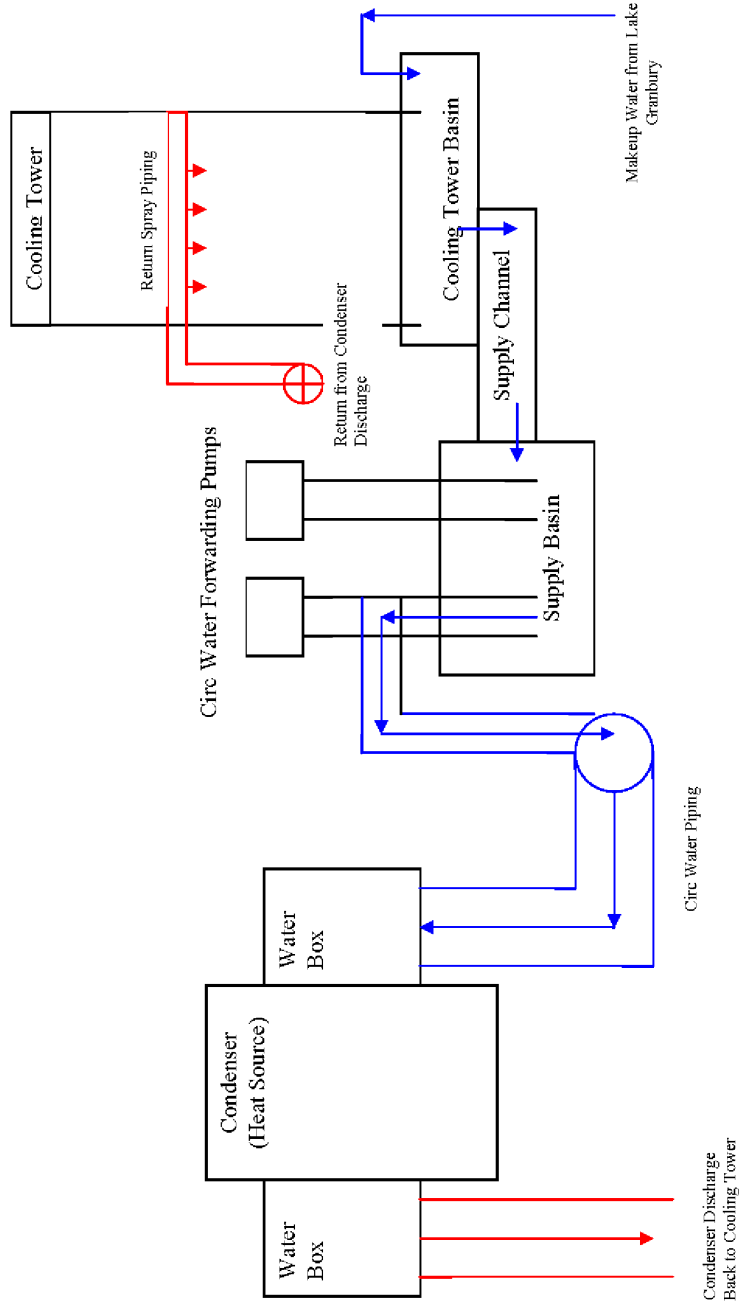 Cooling Tower
Return Spray Piping
Return from Condenser
Discharge
Cooling Tower Basin
Supply Channel
Makeup Water from Lake
Granbury
Circ Water Forwarding Pumps
Supply Basin
Circ Water Piping
Water
Box
Condenser
(Heat Source)
Water
Box
Condenser Discharge
Back to Cooling Tower